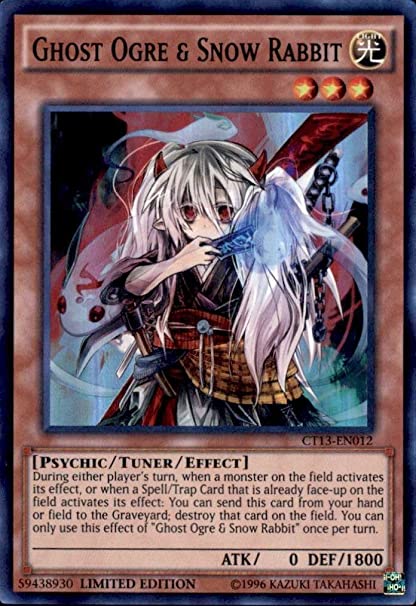 GHOST OGRE & SNOW RABBIT
LIGHT
光
CT13-EN012
[PSYCHIC/TUNER/EFFECT]
During either player's turn, when a monster on the field activates
its effect, or when a Spell/Trap Card that is already face-up on the
field activates its effect: You can send this card from your hand
or field to the Graveyard; destroy that card on the field. You can
only use this effect of "Ghost Ogre & Snow Rabbit" once per turn.
ATK/ 0 DEF/1800
59438930 LIMITED EDITION ©1996 KAZUKI TAKAHASHI